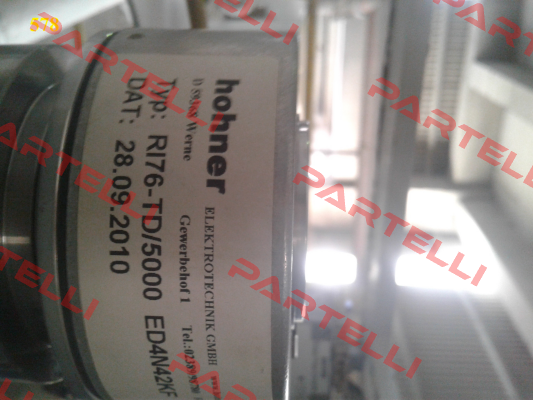 hohner
ELEKTROTECHNIK GMBH
Werne
Gewerbehof 1
Typ: RI76-TD/5000 ED4N42KF
DAT: 28.09.2010
PARTELLI
PARTELLI
PARTELLI
PARTELLI
PARTELLI
PARTELLI